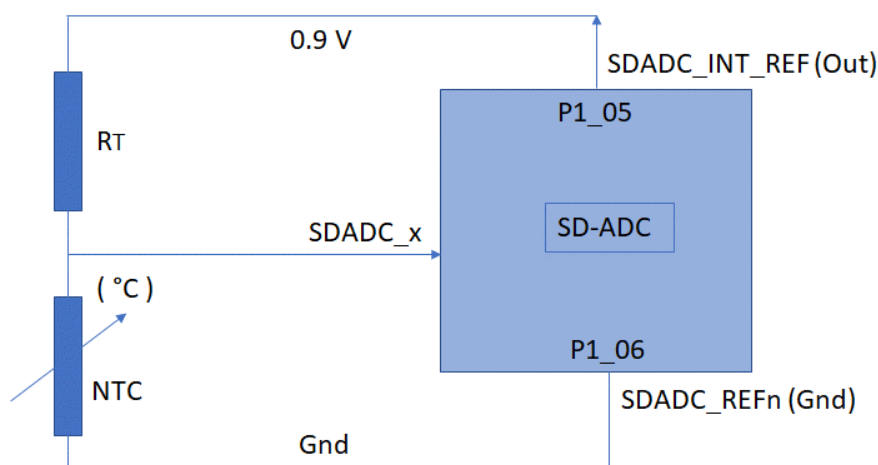 0.9 V
SDADC_INT_REF (Out)
P1_05
RT
SD-ADC
SDADC_x
( °C )
P1_06
NTC
SDADC_REFn (Gnd)
Gnd